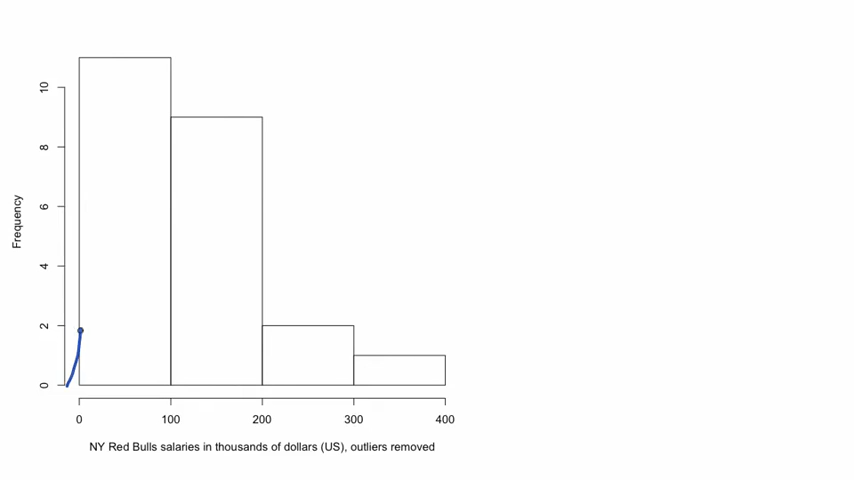 Frequency
10
8
6
4
2
0
0 100 200 300 400
NY Red Bulls salaries in thousands of dollars (US), outliers removed